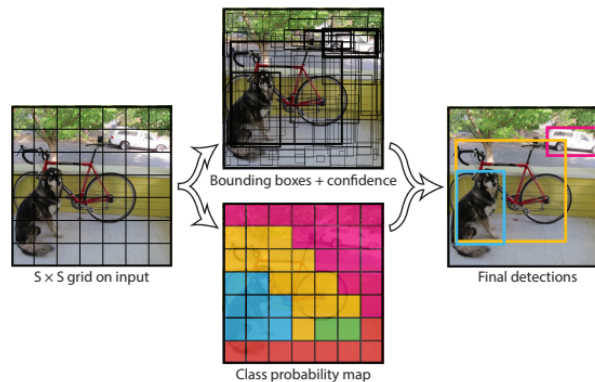 Bounding boxes + confidence
S × S grid on input
Final detections
Class probability map